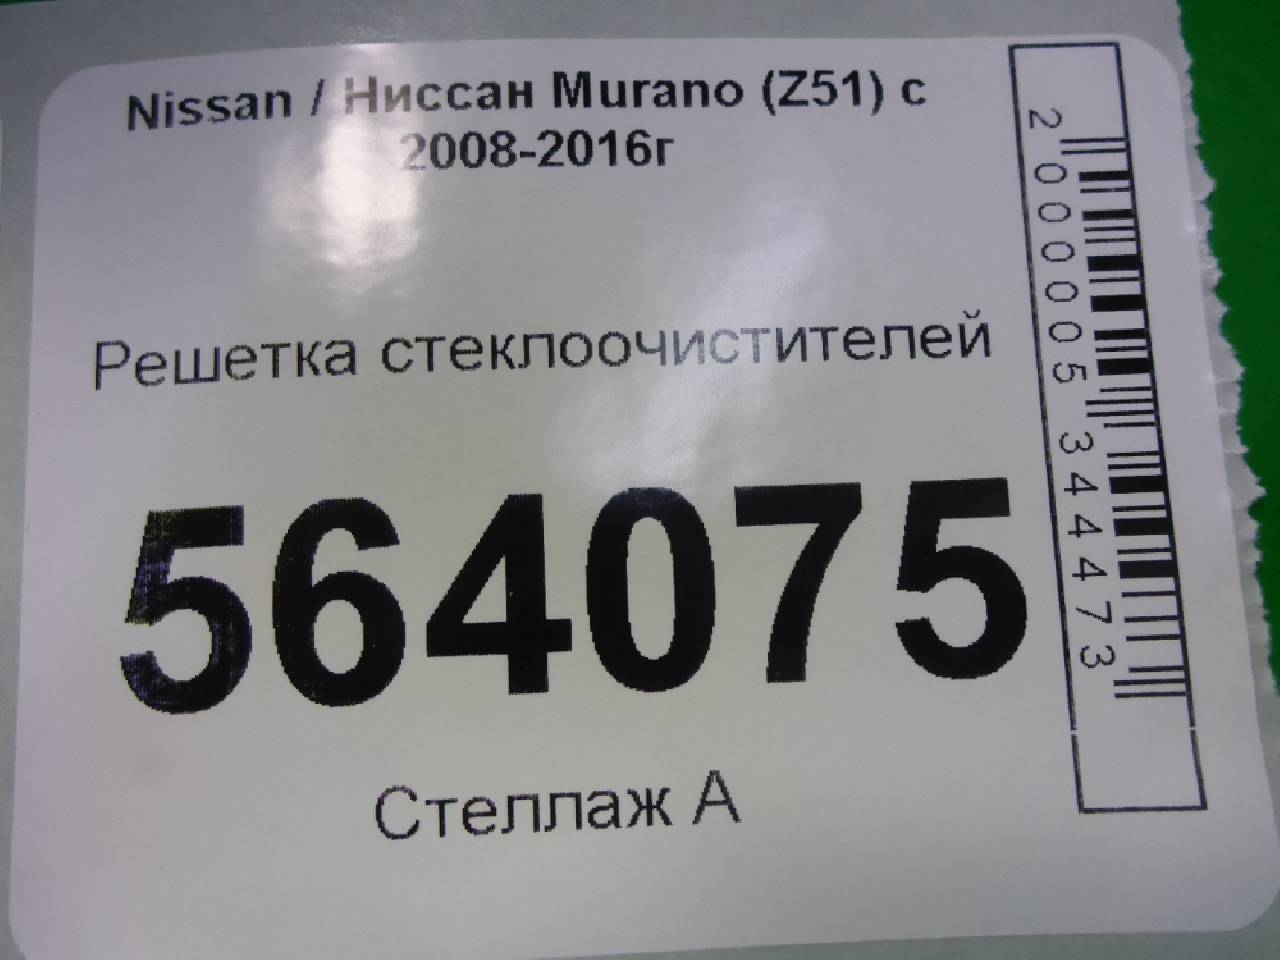 Nissan / Ниссан Murano (Z51) с
2008-2016г
Решетка стеклоочистителей
564075
Стеллаж А
2000005344473